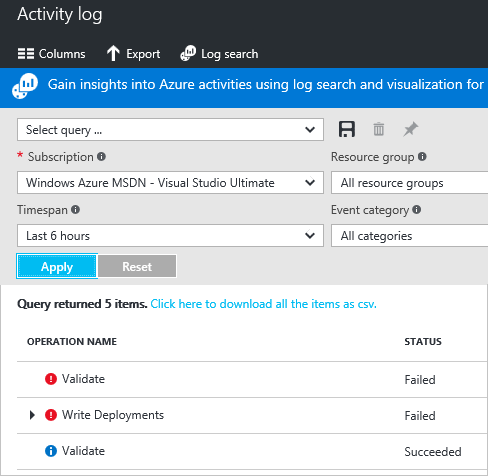 Activity log
Columns Export Log search
Gain insights into Azure activities using log search and visualization for
Select query ...
* Subscription Resource group
Windows Azure MSDN - Visual Studio Ultimate All resource groups
Timespan Event category
Last 6 hours All categories
Apply Reset
Query returned 5 items. Click here to download all the items as csv.
OPERATION NAME STATUS
Validate Failed
Write Deployments Failed
Validate Succeeded